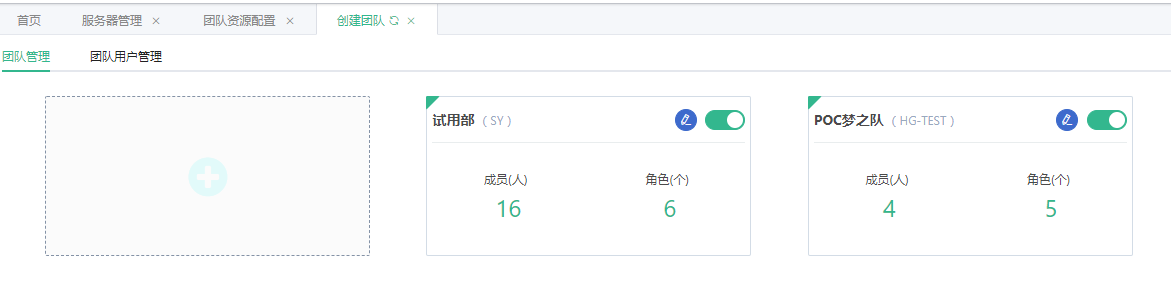 首页 服务器管理 团队资源配置 创建团队
团队管理 团队用户管理
试用部 （SY）
成员(人) 角色(个)
16 6
POC梦之队 （HG-TEST）
成员(人) 角色(个)
4 5